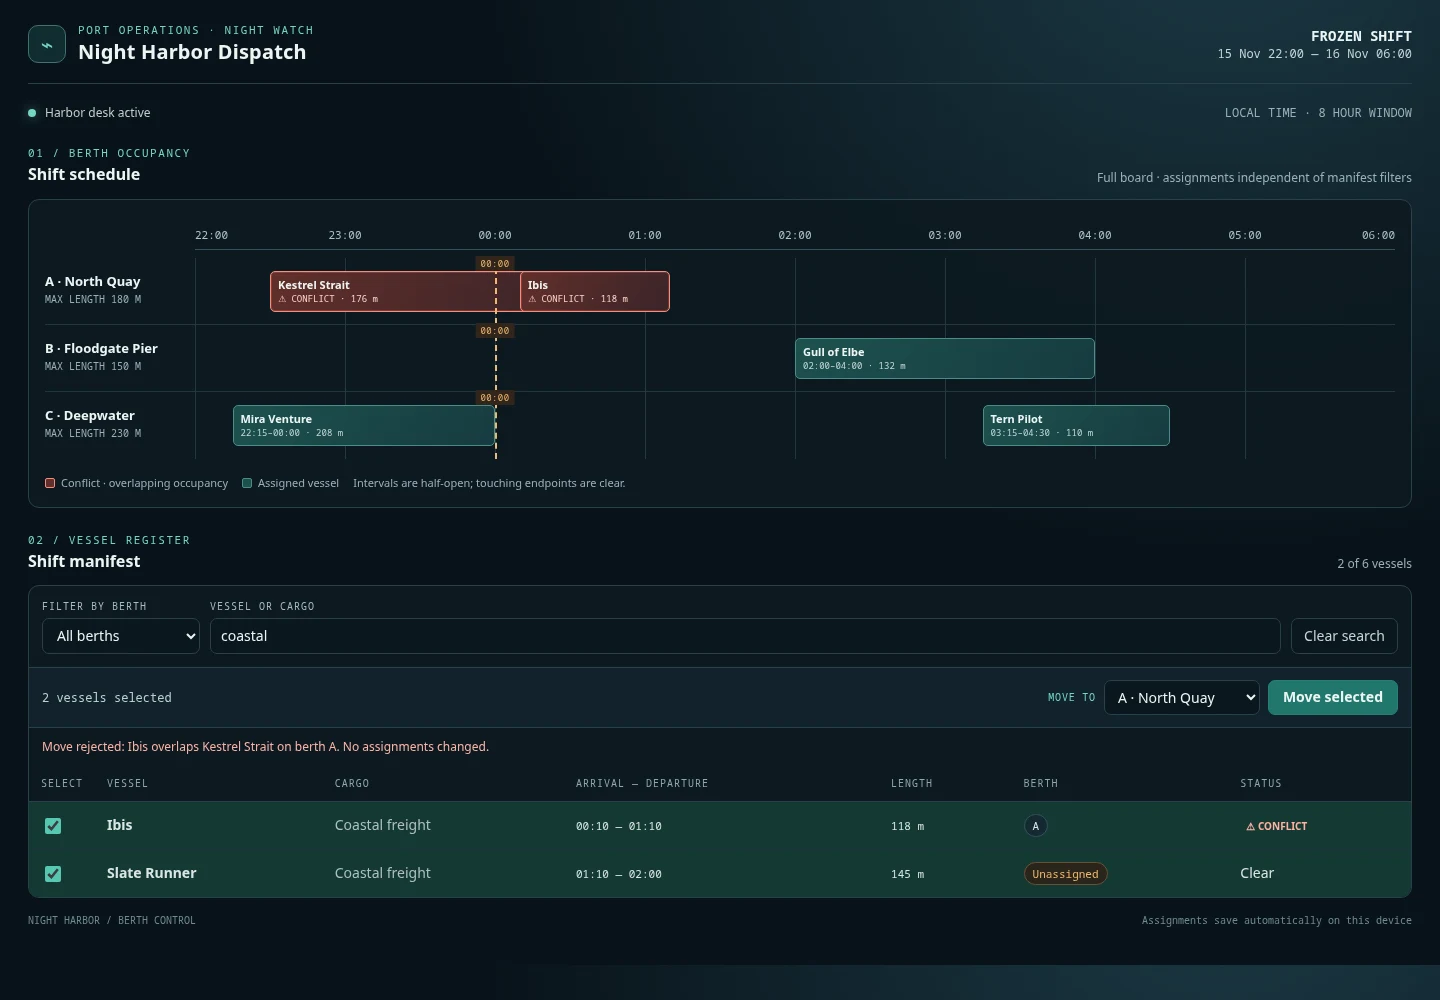 PORT OPERATIONS · NIGHT WATCH
Night Harbor Dispatch
FROZEN SHIFT
15 Nov 22:00 — 16 Nov 06:00
Harbor desk active
LOCAL TIME · 8 HOUR WINDOW
01 / BERTH OCCUPANCY
Shift schedule
Full board · assignments independent of manifest filters
22:00 23:00 00:00 01:00 02:00 03:00 04:00 05:00 06:00
A · North Quay
MAX LENGTH 180 M
00:00
Kestrel Strait
⚠ CONFLICT · 176 m
Ibis
⚠ CONFLICT · 118 m
B · Floodgate Pier
MAX LENGTH 150 M
00:00
Gull of Elbe
02:00–04:00 · 132 m
C · Deepwater
MAX LENGTH 230 M
00:00
Mira Venture
22:15–00:00 · 208 m
Tern Pilot
03:15–04:30 · 110 m
Conflict · overlapping occupancy Assigned vessel Intervals are half-open; touching endpoints are clear.
02 / VESSEL REGISTER
Shift manifest
2 of 6 vessels
FILTER BY BERTH VESSEL OR CARGO
All berths coastal Clear search
2 vessels selected MOVE TO A · North Quay Move selected
Move rejected: Ibis overlaps Kestrel Strait on berth A. No assignments changed.
SELECT VESSEL CARGO ARRIVAL — DEPARTURE LENGTH BERTH STATUS
Ibis Coastal freight 00:10 — 01:10 118 m A ⚠ CONFLICT
Slate Runner Coastal freight 01:10 — 02:00 145 m Unassigned Clear
NIGHT HARBOR / BERTH CONTROL
Assignments save automatically on this device